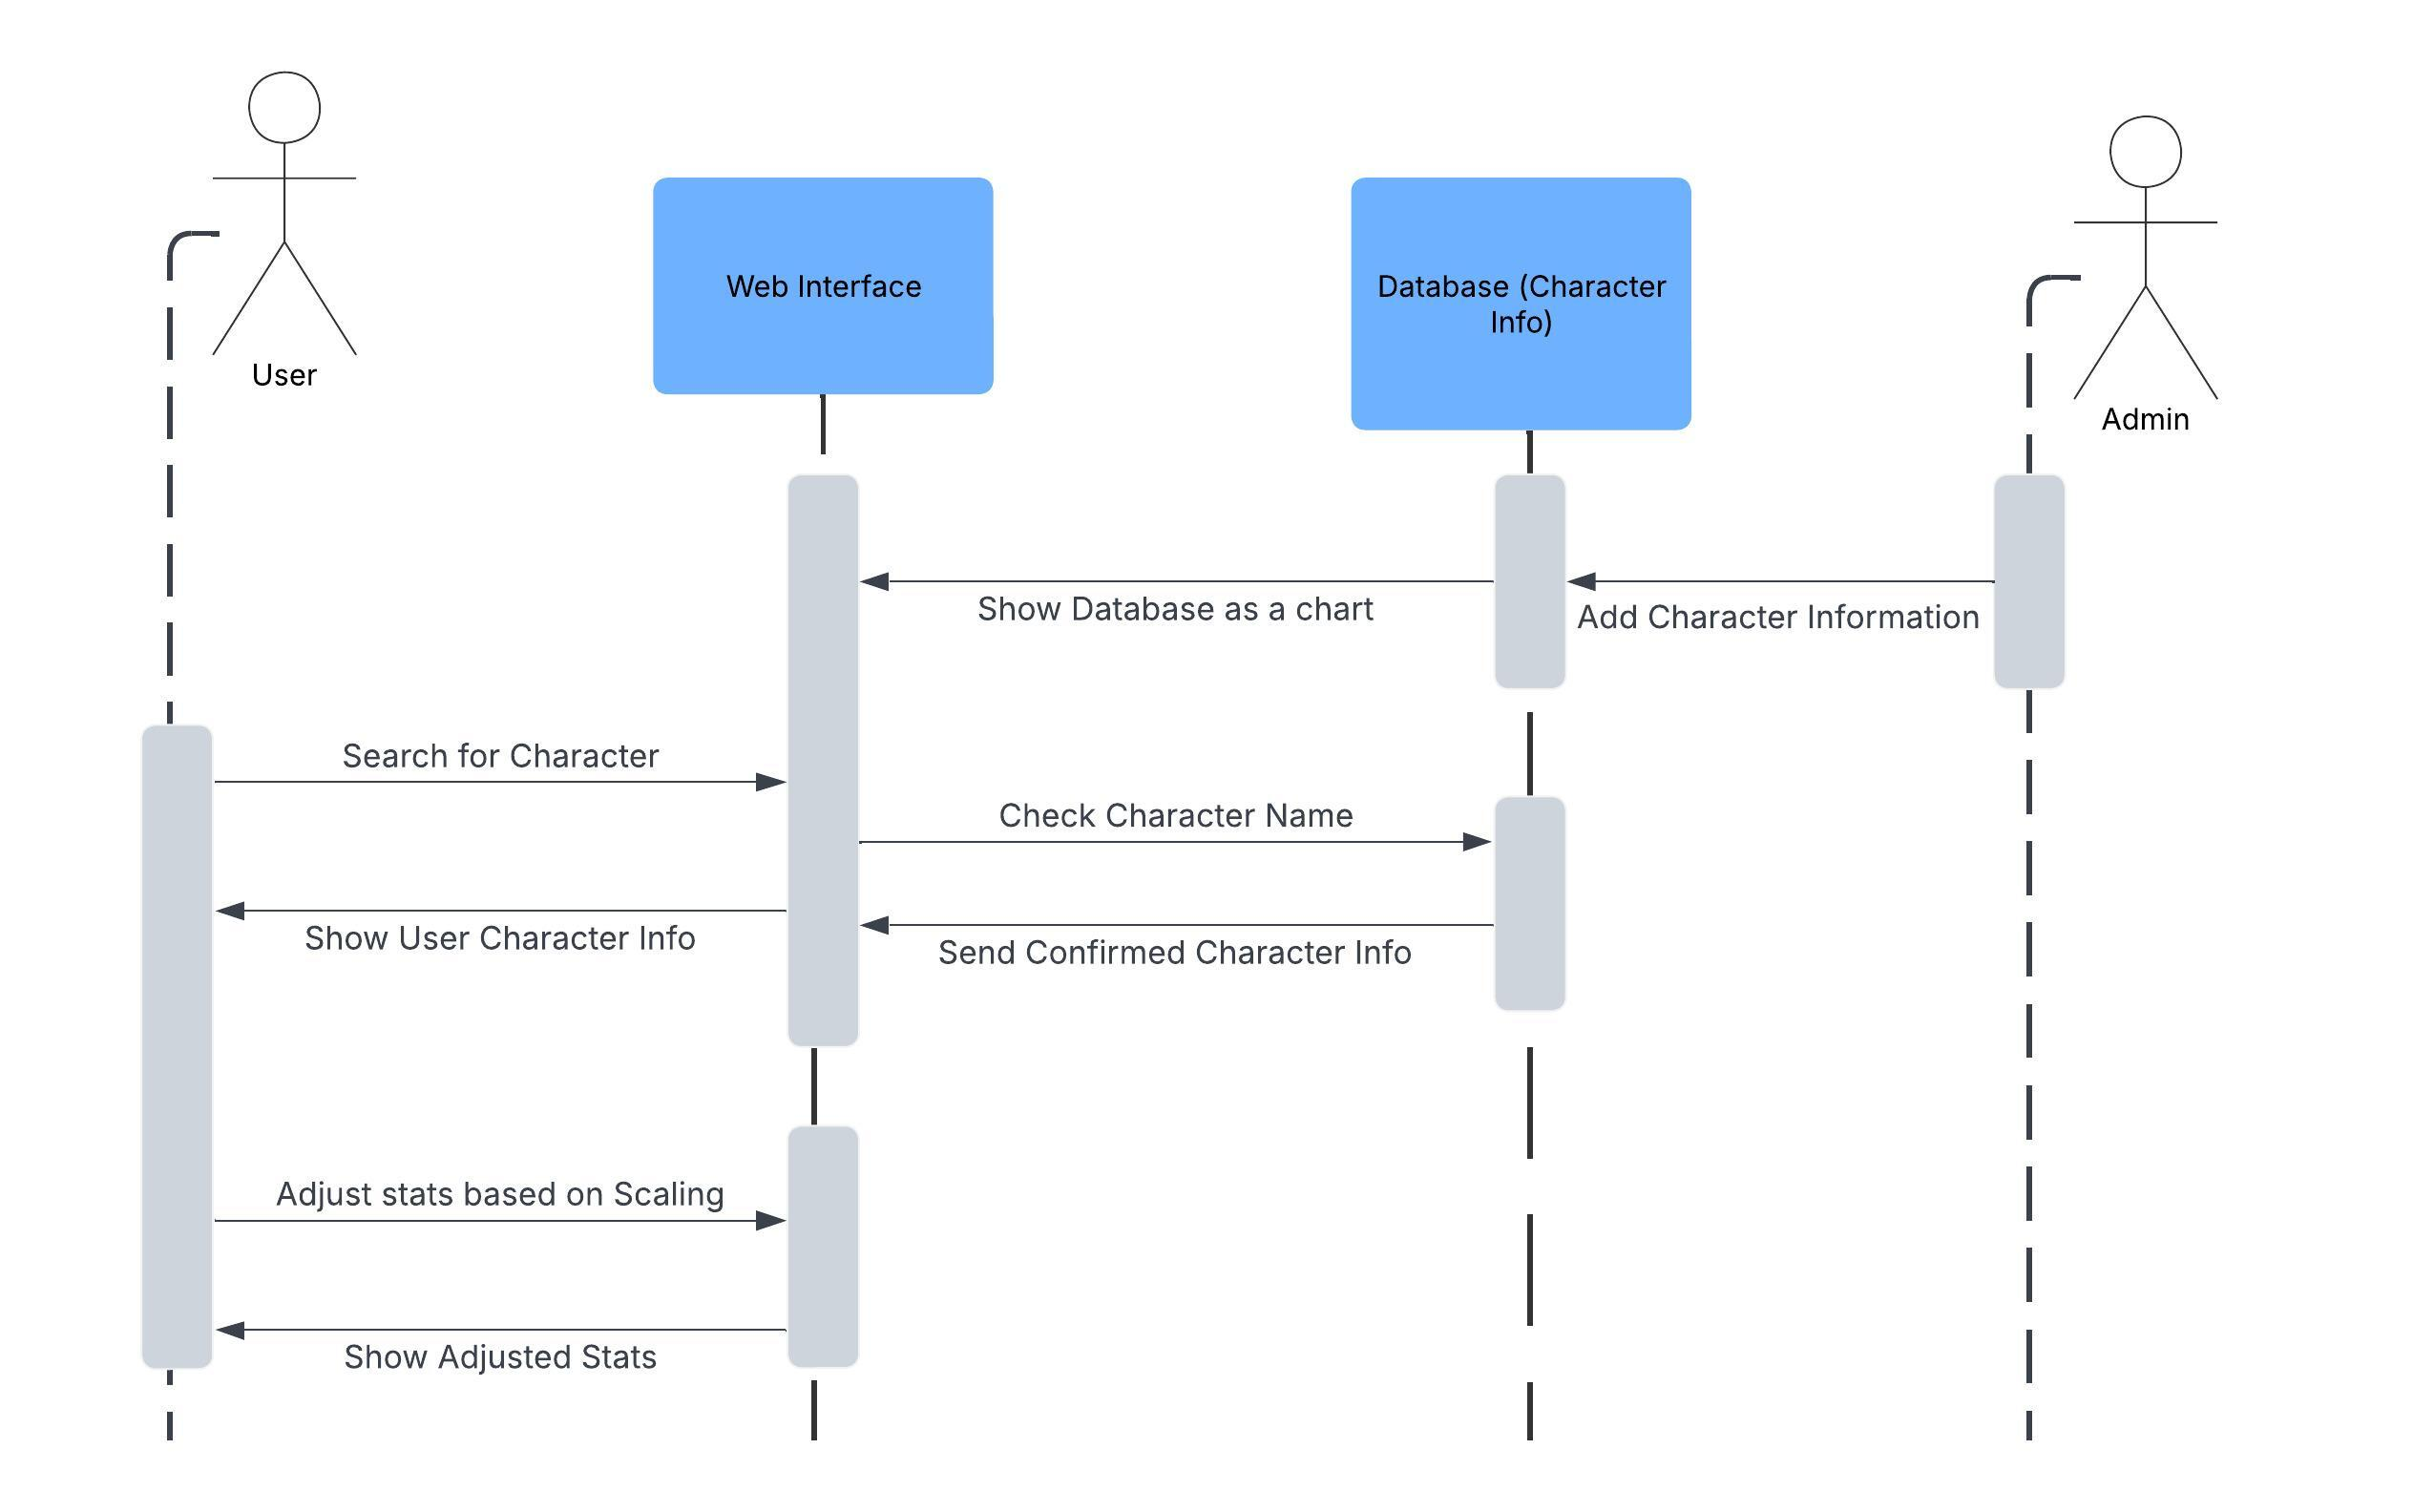 User
Web Interface
Database (Character
Info)
Admin
Show Database as a chart
Add Character Information
Search for Character
Check Character Name
Show User Character Info
Send Confirmed Character Info
Adjust stats based on Scaling
Show Adjusted Stats